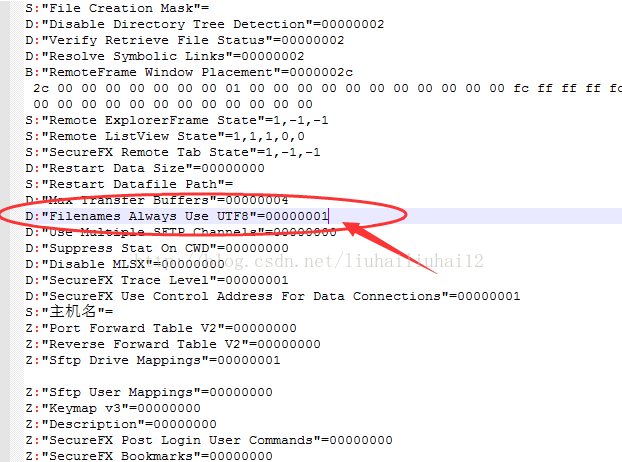 S:"File Creation Mask"=
D:"Disable Directory Tree Detection"=00000002
D:"Verify Retrieve File Status"=00000002
D:"Resolve Symbolic Links"=00000002
B:"RemoteFrame Window Placement"=0000002c
2c 00 00 00 00 00 00 00 01 00 00 00 00 00 00 00 00 00 00 00 fc ff ff ff fc
00 00 00 00 00 00 00 00 00 00 00 00
S:"Remote ExplorerFrame State"=1,-1,-1
S:"Remote ListView State"=1,1,1,0,0
S:"SecureFX Remote Tab State"=1,-1,-1
D:"Restart Data Size"=00000000
S:"Restart Datafile Path"=
D:"Max Transfer Buffers"=00000004
D:"Filenames Always Use UTF8"=00000001
D:"Use Multiple SFTP Channels"=00000000
D:"Suppress Stat On CWD"=00000000
D:"Disable MLSX"=00000000
http://blog.csdn.net/liuhailiuhai12
D:"SecureFX Trace Level"=00000001
D:"SecureFX Use Control Address For Data Connections"=00000001
S:"主机名"=
Z:"Port Forward Table V2"=00000000
Z:"Reverse Forward Table V2"=00000000
Z:"Sftp Drive Mappings"=00000001
Z:"Sftp User Mappings"=00000000
Z:"Keymap v3"=00000000
Z:"Description"=00000000
Z:"SecureFX Post Login User Commands"=00000000
Z:"SecureFX Bookmarks"=00000000